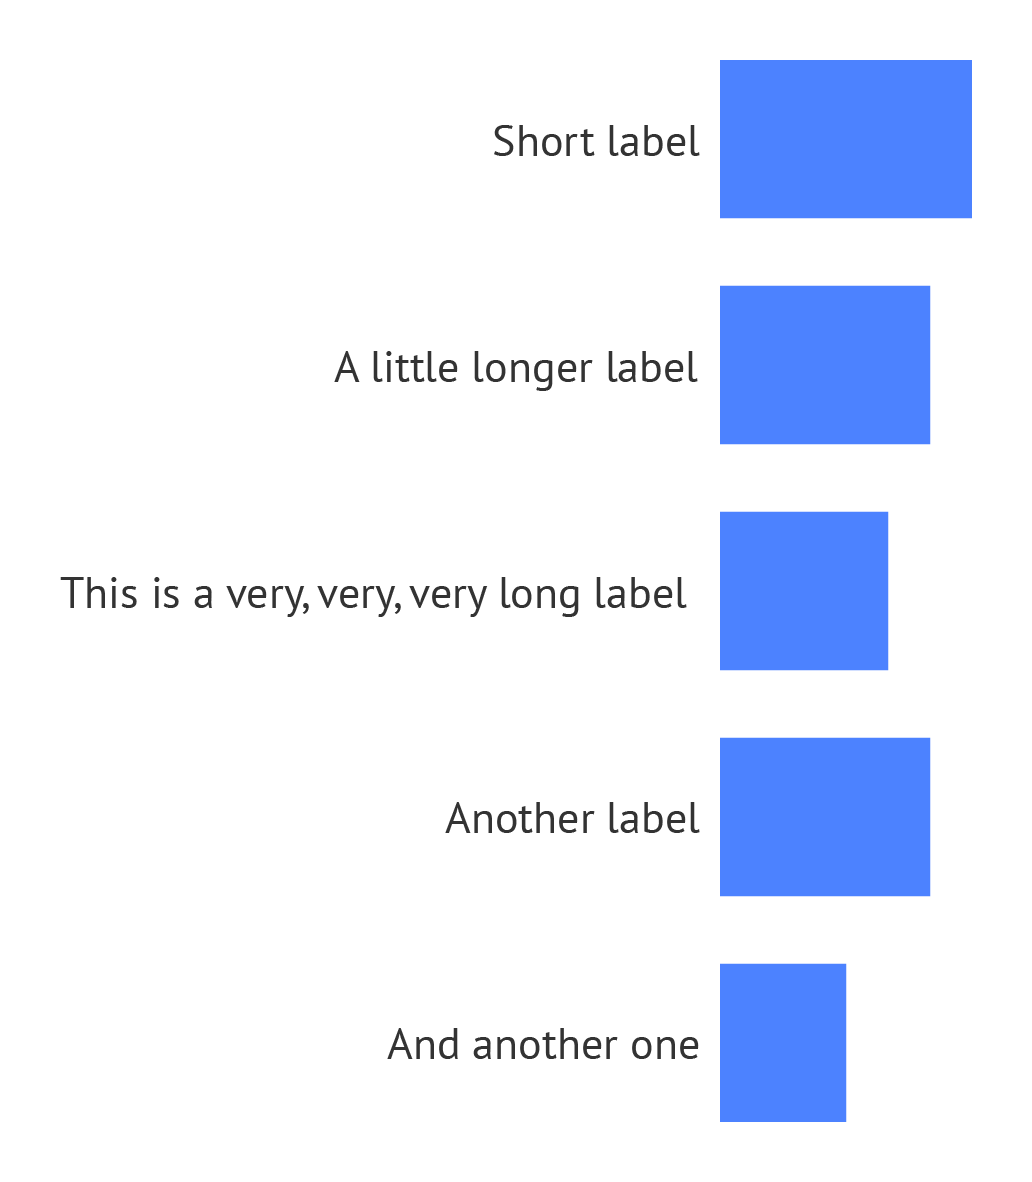 Short label
A little longer label
This is a very, very, very long label
Another label
And another one